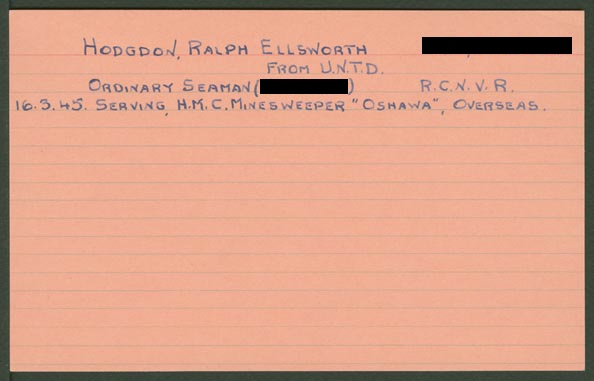 HODGDON, RALPH ELLSWORTH
FROM U.N.T.D.
ORDINARY SEAMAN ( ) R.C.N.V.R.
16.3.45. SERVING, H.M.C. MINESWEEPER "OSHAWA", OVERSEAS.